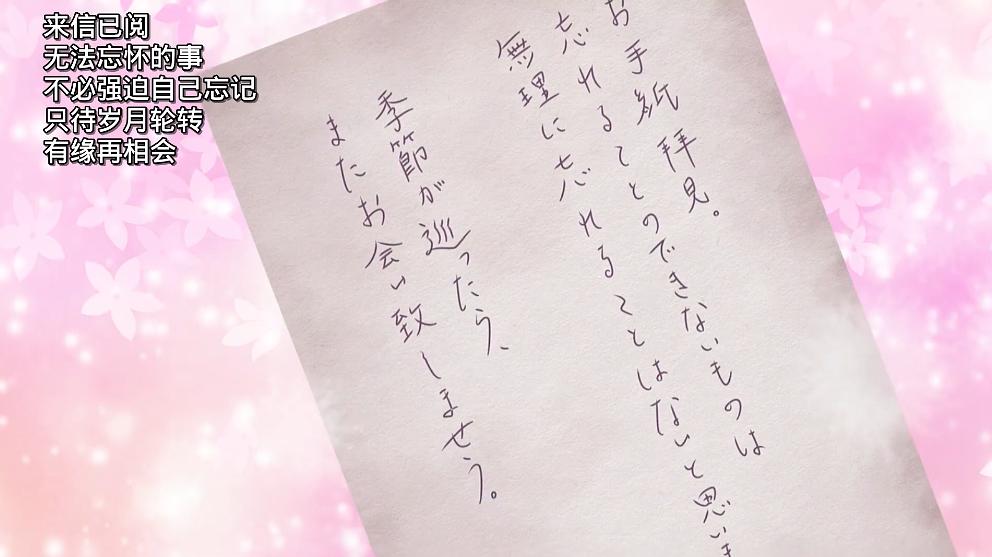 来信已阅
无法忘怀的事
不必强迫自己忘记
只待岁月轮转
有缘再相会
お手紙拝見。
忘れることのできないものは
無理に忘れることはないと思いま
季節が巡ったら、
またお会い致しませう。